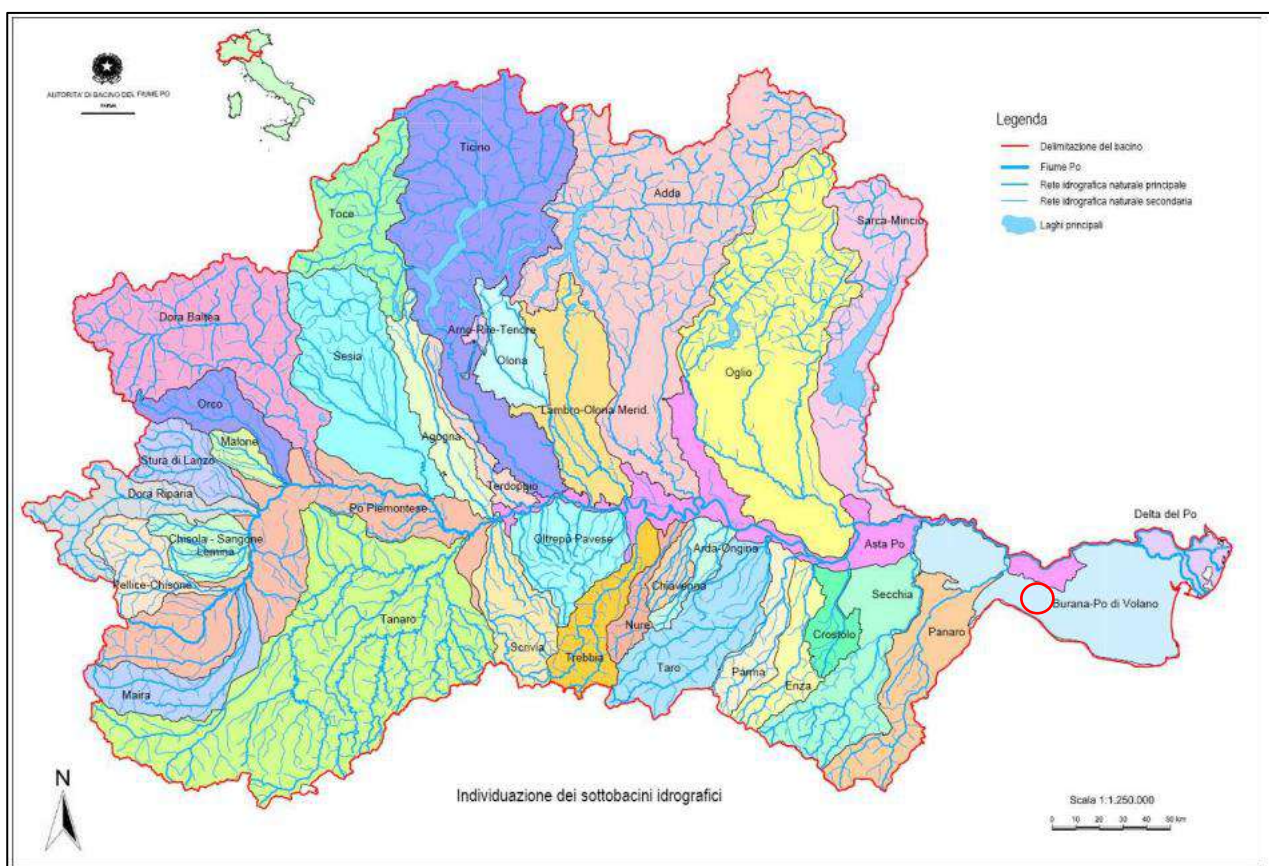 AUTORITA' DI BACINO DEL FIUME PO
PARMA
Legenda
Delimitazione del bacino
Fiume Po
Rete idrografica naturale principale
Rete idrografica naturale secondaria
Laghi principali
Ticino
Adda
Toce
Sarca-Mincio
Dora Baltea
Arno-Rile-Tenore
Sesia
Olona
Oglio
Orco
Lambro-Olona Merid.
Malone
Agogna
Stura di Lanzo
Terdoppio
Dora Riparia
Po Piemontese
Delta del Po
Chisola - Sangone
Lemina
Oltrepo Pavese
Arda-Ongina
Asta Po
Pellice-Chisone
Chiavenna
Secchia
Burana-Po di Volano
Tanaro
Nure
Crostolo
Panaro
Scrivia
Trebbia
Taro
Parma
Enza
Maira
N
Individuazione dei sottobacini idrografici
Scala 1:1.250.000
0 10 20 30 40 50 km